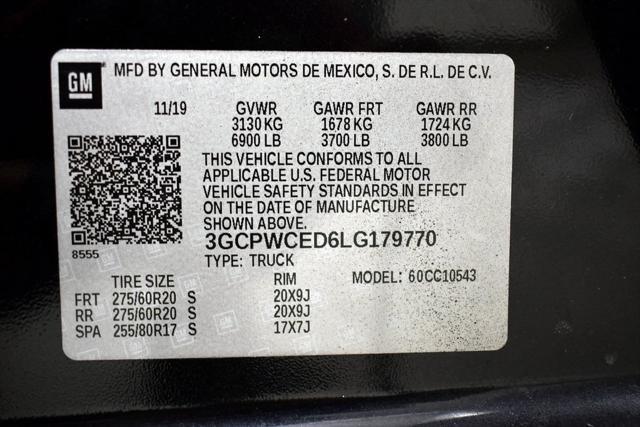 GM
MFD BY GENERAL MOTORS DE MEXICO, S. DE R.L. DE C.V.
11/19 GVWR GAWR FRT GAWR RR
3130 KG 1678 KG 1724 KG
6900 LB 3700 LB 3800 LB
THIS VEHICLE CONFORMS TO ALL
APPLICABLE U.S. FEDERAL MOTOR
VEHICLE SAFETY STANDARDS IN EFFECT
ON THE DATE OF MANUFACTURE
SHOWN ABOVE.
3GCPWCED6LG179770
8555
TYPE: TRUCK
TIRE SIZE RIM MODEL: 60CC10543
FRT 275/60R20 S 20X9J
RR 275/60R20 S 20X9J
SPA 255/80R17 S 17X7J